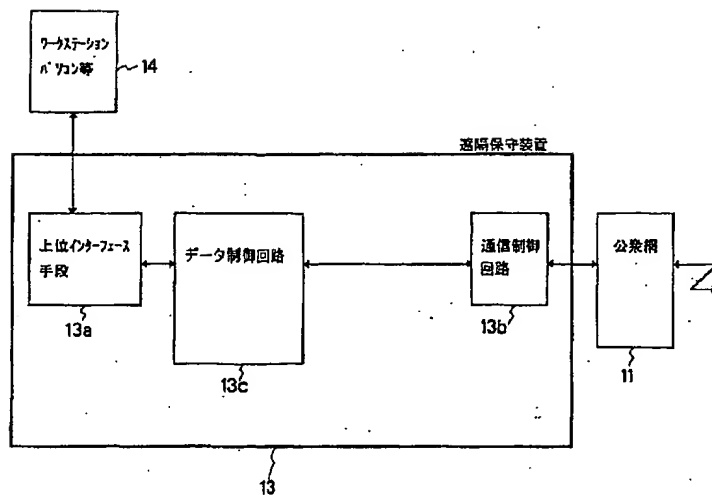 ワークステーション
パソコン等
14
遠隔保守装置
上位インターフェース
手段
データ制御回路
通信制御
回路
公衆網
13a
13b
13c
11
13